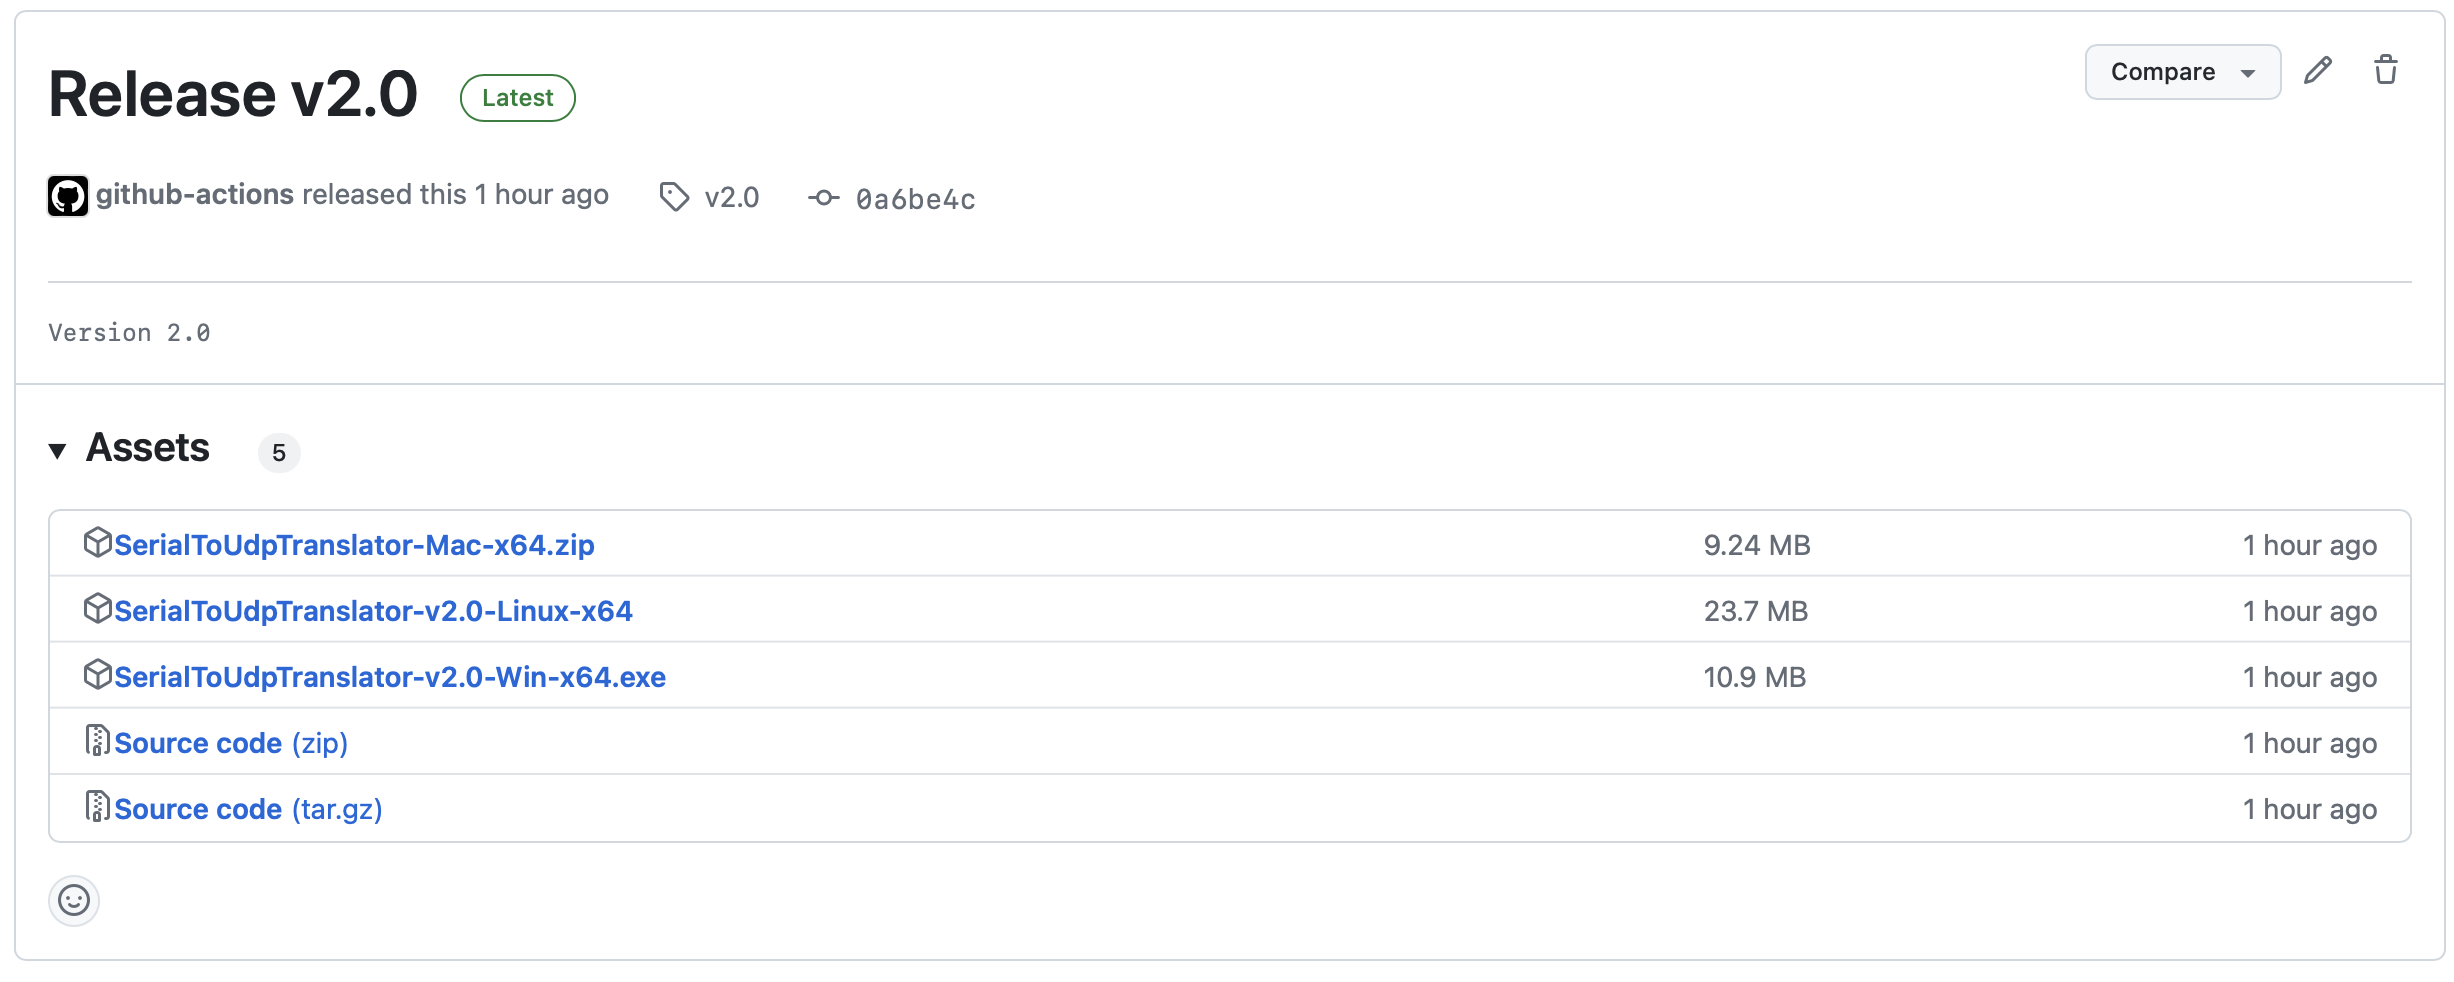 Release v2.0 Latest Compare
github-actions released this 1 hour ago v2.0 0a6be4c
Version 2.0
Assets 5
SerialToUdpTranslator-Mac-x64.zip 9.24 MB 1 hour ago
SerialToUdpTranslator-v2.0-Linux-x64 23.7 MB 1 hour ago
SerialToUdpTranslator-v2.0-Win-x64.exe 10.9 MB 1 hour ago
Source code (zip) 1 hour ago
Source code (tar.gz) 1 hour ago